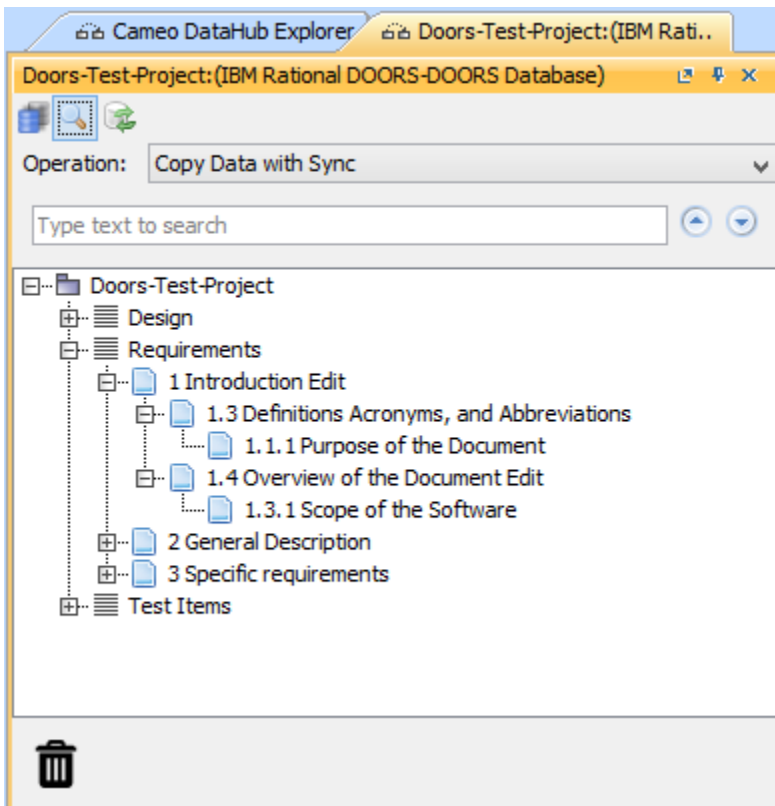 Cameo DataHub Explorer
Doors-Test-Project:(IBM Rati..
Doors-Test-Project:(IBM Rational DOORS-DOORS Database)
Operation: Copy Data with Sync
Type text to search
Doors-Test-Project
Design
Requirements
1 Introduction Edit
1.3 Definitions Acronyms, and Abbreviations
1.1.1 Purpose of the Document
1.4 Overview of the Document Edit
1.3.1 Scope of the Software
2 General Description
3 Specific requirements
Test Items